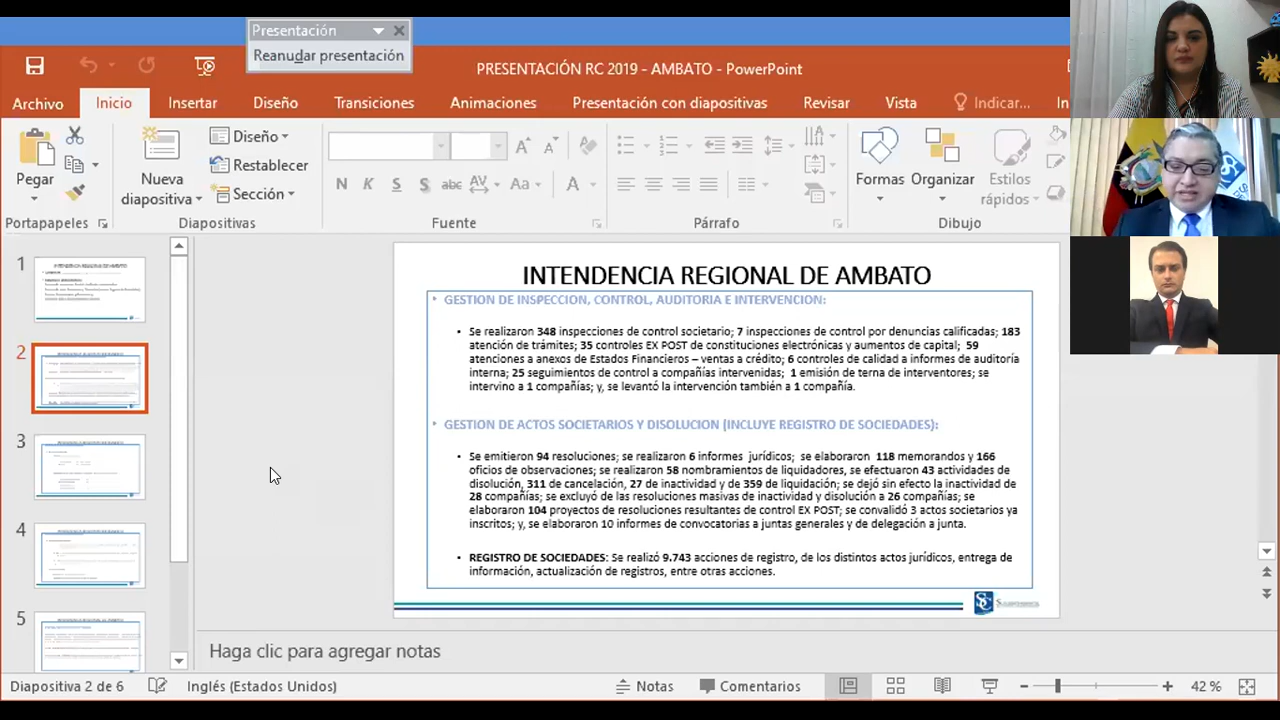 Presentación
Reanudar presentación
PRESENTACIÓN RC 2019 - AMBATO - PowerPoint
Archivo
Inicio
Insertar
Diseño
Transiciones
Animaciones
Presentación con diapositivas
Revisar
Vista
Indicar...
In
Pegar
Nueva diapositiva
Diseño
Restablecer
Sección
N K S S abc AV Aa A
Formas
Organizar
Estilos rápidos
Portapapeles
Diapositivas
Fuente
Párrafo
Dibujo
1
2
3
4
5
INTENDENCIA REGIONAL DE AMBATO
GESTION DE INSPECCION, CONTROL, AUDITORIA E INTERVENCION:
• Se realizaron 348 inspecciones de control societario; 7 inspecciones de control por denuncias calificadas; 183
atención de trámites; 35 controles EX POST de constituciones electrónicas y aumentos de capital; 59
atenciones a anexos de Estados Financieros – ventas a crédito; controles de calidad a informes de auditoría
interna; 25 seguimientos de control a compañías intervenidas; 1 emisión de terna de interventores; se
intervino a 1 compañías; y, se levantó la intervención también a 1 compañía.
GESTION DE ACTOS SOCIETARIOS Y DISOLUCION (INCLUYE REGISTRO DE SOCIEDADES):
• Se emitieron 94 resoluciones; se realizaron 6 informes jurídicos; se elaboraron 118 memorandos y 166
oficios de observaciones; se realizaron 58 nombramientos de liquidadores, se efectuaron 43 actividades de
disolución, 311 de cancelación, 27 de inactividad y de 359 de liquidación; se dejó sin efecto la inactividad de
28 compañías; se excluyó de las resoluciones masivas de inactividad y disolución a 26 compañías; se
elaboraron 104 proyectos de resoluciones resultantes de control EX POST; se convalidó 3 actos societarios ya
inscritos; y, se elaboraron 10 informes de convocatorias a juntas generales y de delegación a junta.
• REGISTRO DE SOCIEDADES: Se realizó 9.743 acciones de registro, de los distintos actos jurídicos, entrega de
información, actualización de registros, entre otras acciones.
Haga clic para agregar notas
Diapositiva 2 de 6
Inglés (Estados Unidos)
Notas
Comentarios
42 %